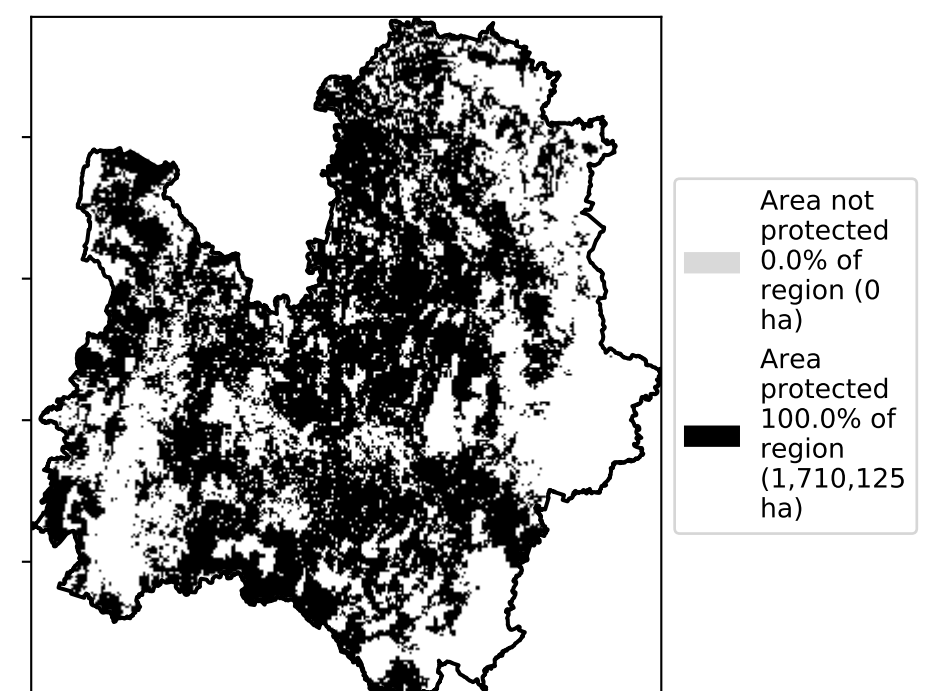 Area not
protected
0.0% of
region (0
ha)
Area
protected
100.0% of
region
(1,710,125
ha)